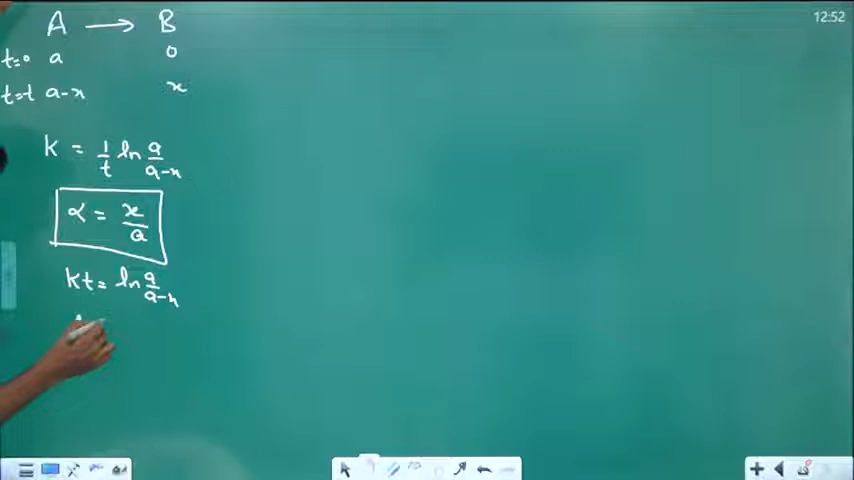 12:52
A → B
t=0 a 0
t=t a-x x
k = 1/t ln a/a-x
α = x/a
kt = ln a/a-x